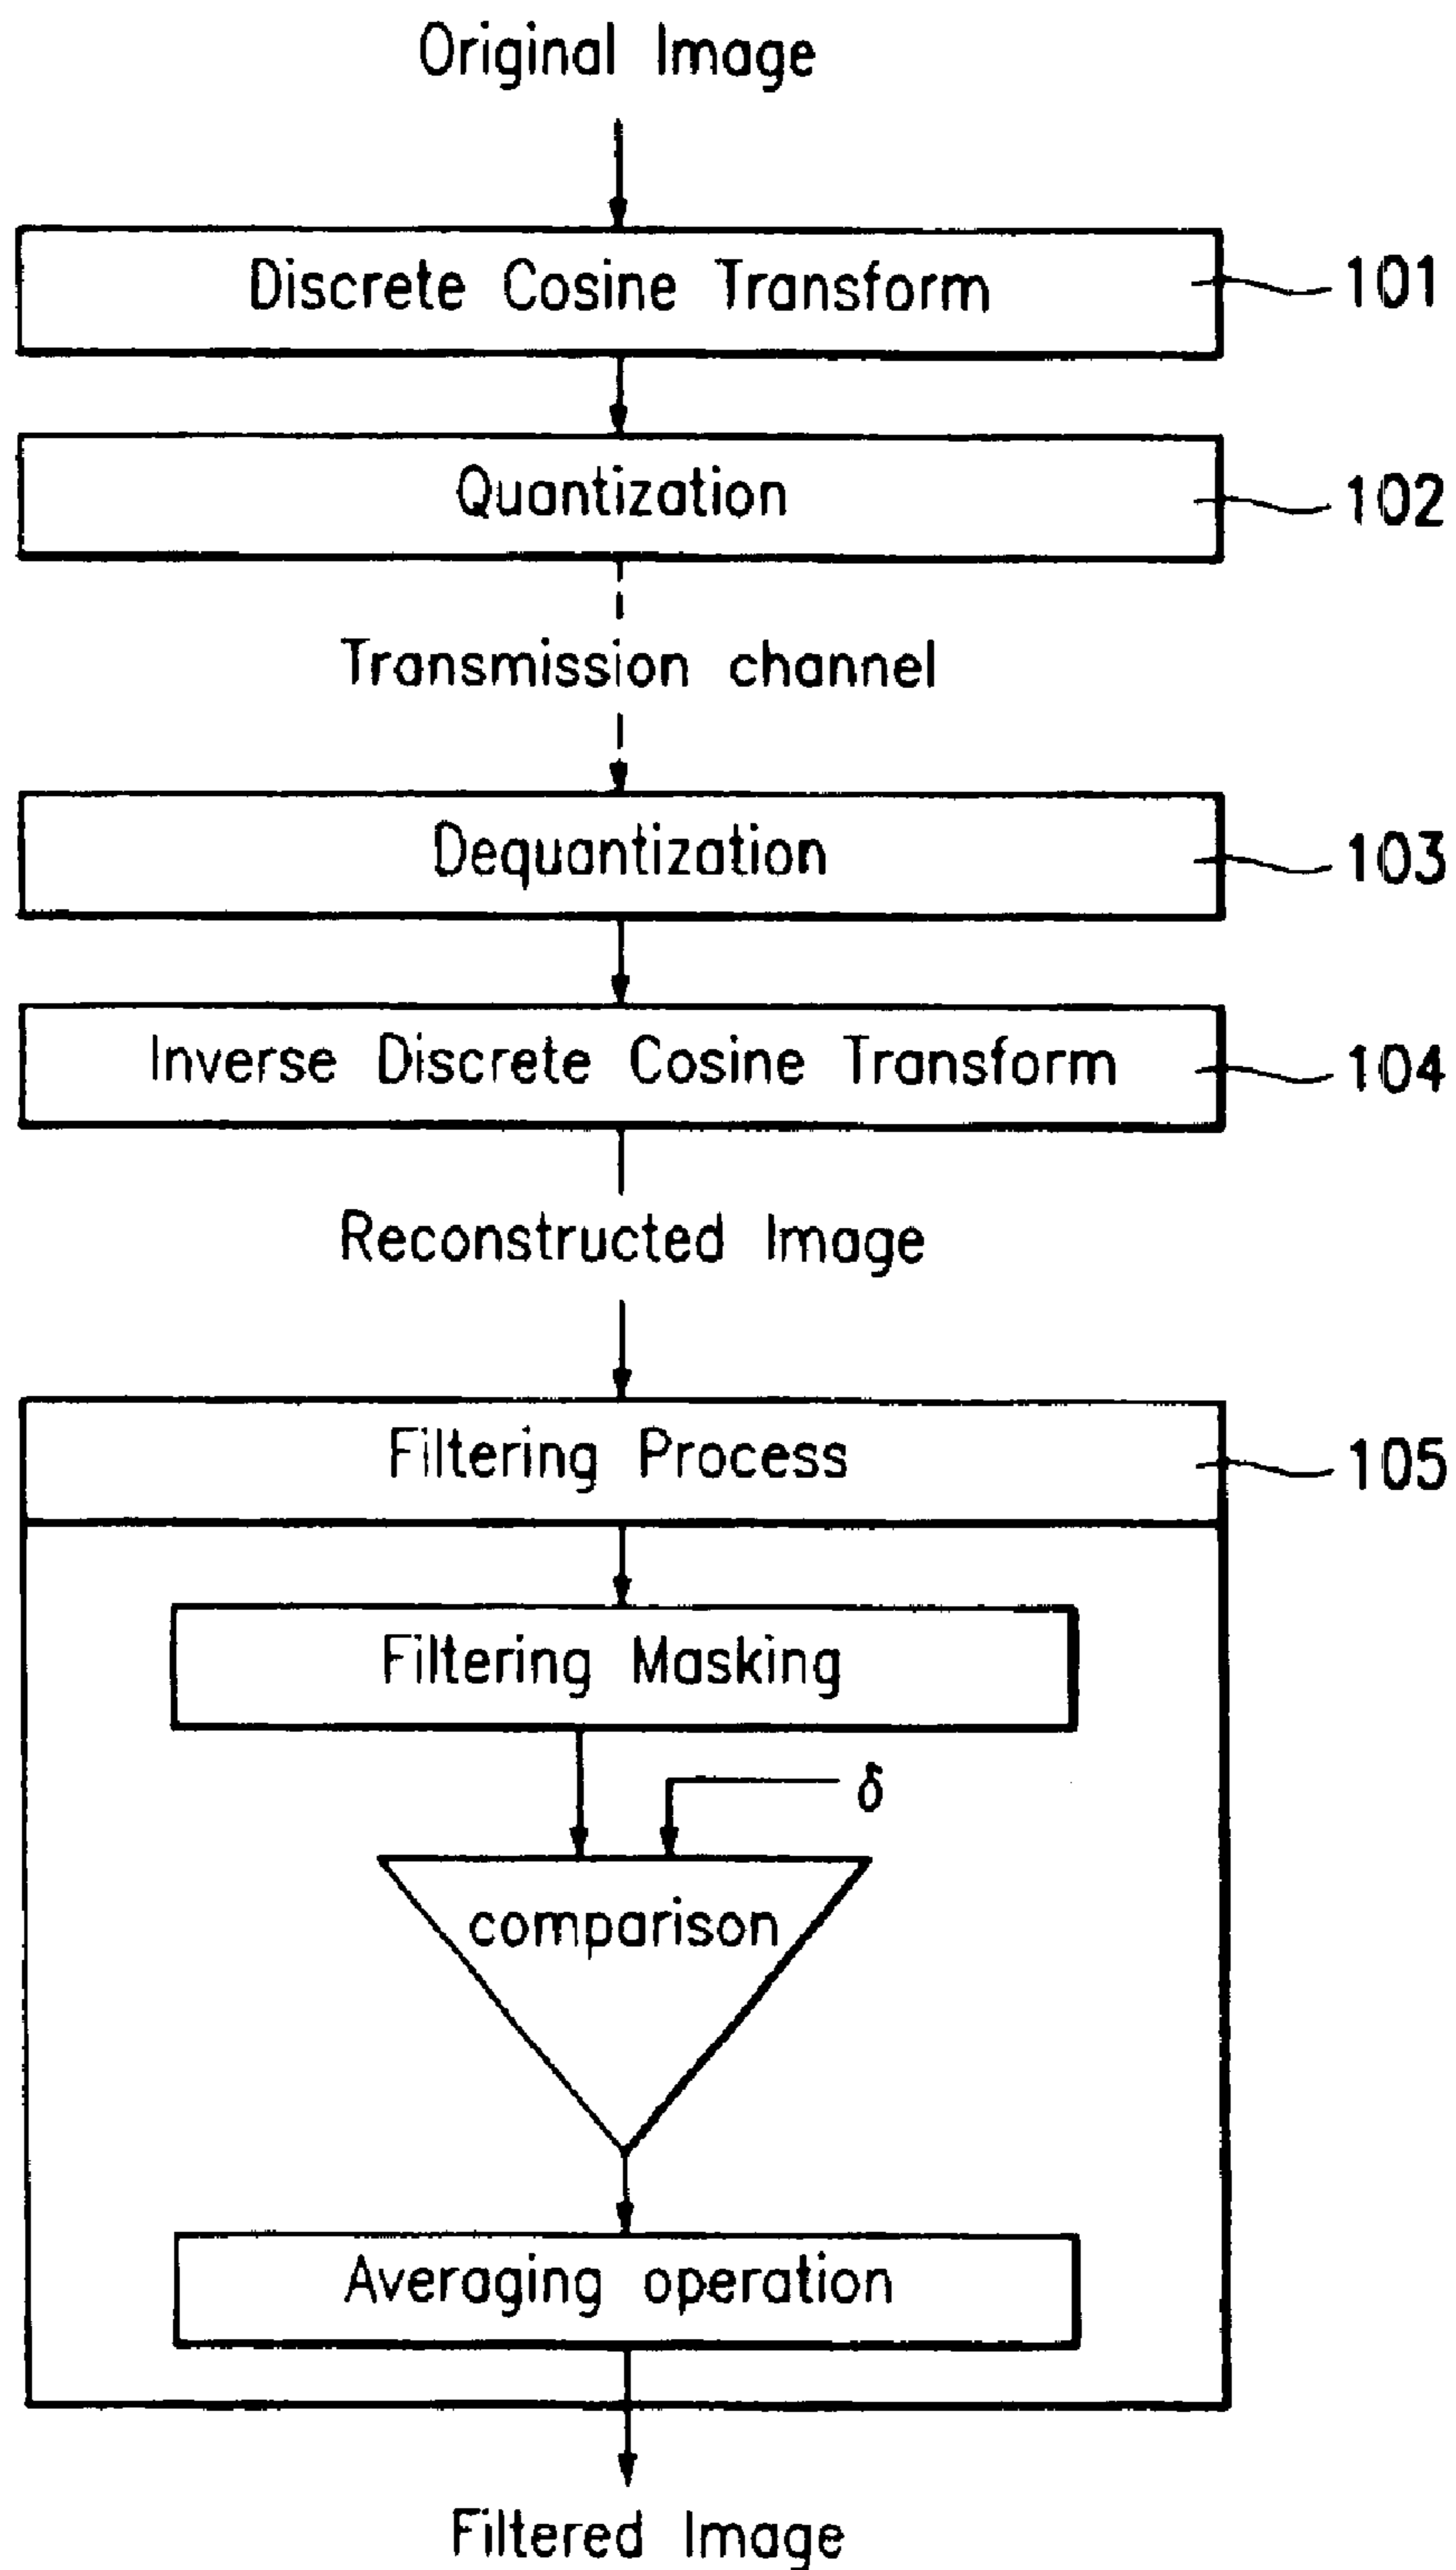 Original Image
Discrete Cosine Transform
101
Quantization
102
Transmission channel
Dequantization
103
Inverse Discrete Cosine Transform
104
Reconstructed Image
Filtering Process
105
Filtering Masking
δ
comparison
Averaging operation
Filtered Image